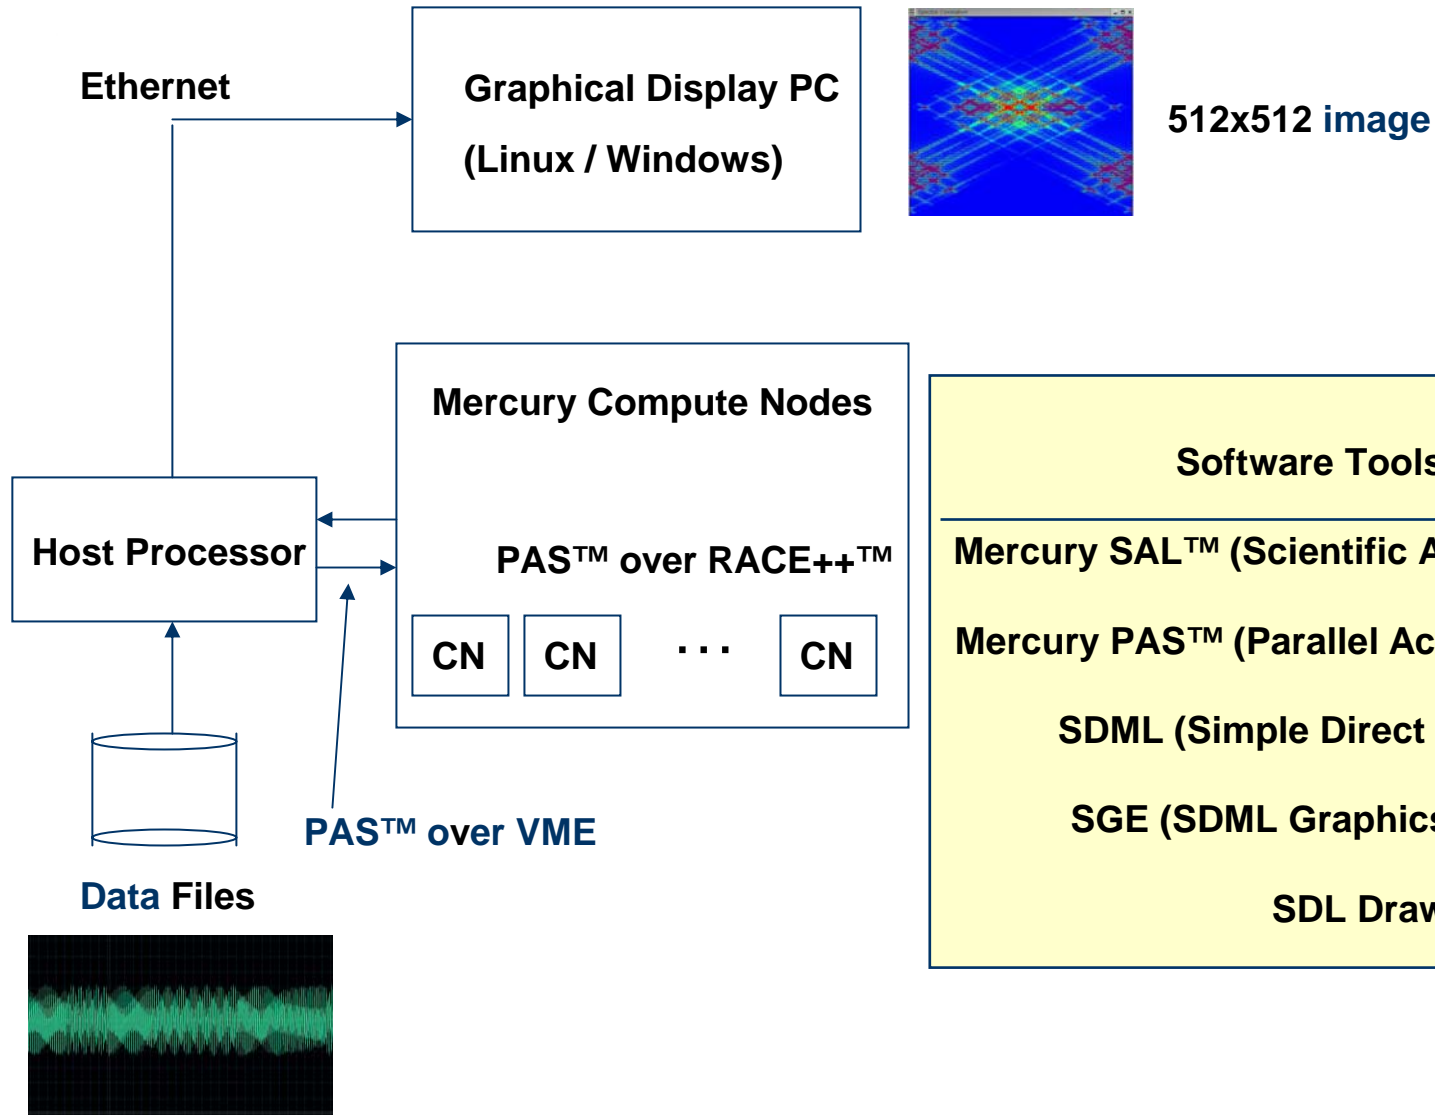 Ethernet
Graphical Display PC
(Linux / Windows)
512x512 image
Mercury Compute Nodes
Host Processor
PAS™ over RACE++™
CN CN ... CN
PAS™ over VME
Data Files
Software Tools
Mercury SAL™ (Scientific A
Mercury PAS™ (Parallel Ac
SDML (Simple Direct
SGE (SDML Graphics
SDL Draw